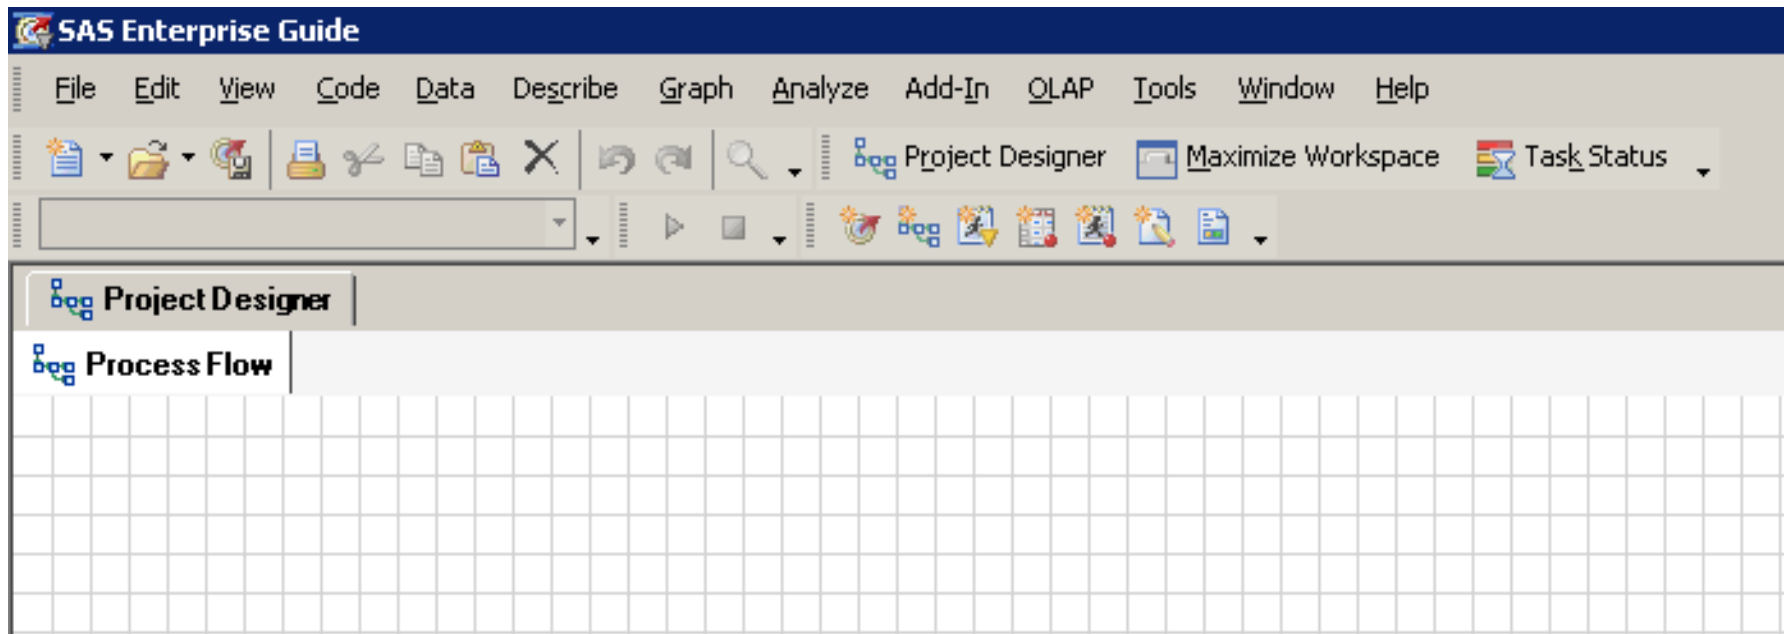 SAS Enterprise Guide
File Edit View Code Data Describe Graph Analyze Add-In OLAP Tools Window Help
Project Designer Maximize Workspace Task Status
Project Designer
Process Flow